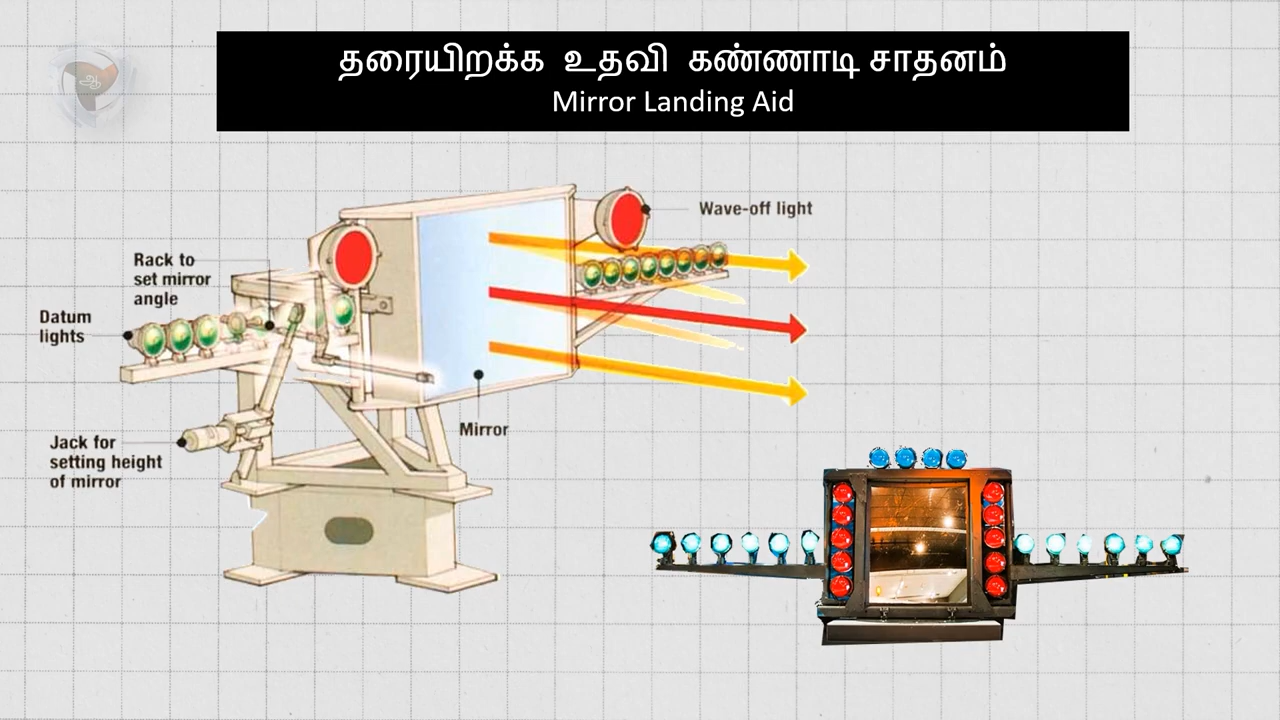 தரையிறக்க உதவி கண்ணாடி சாதனம்
Mirror Landing Aid
Wave-off light
Rack to
set mirror
angle
Datum
lights
Mirror
Jack for
setting height
of mirror